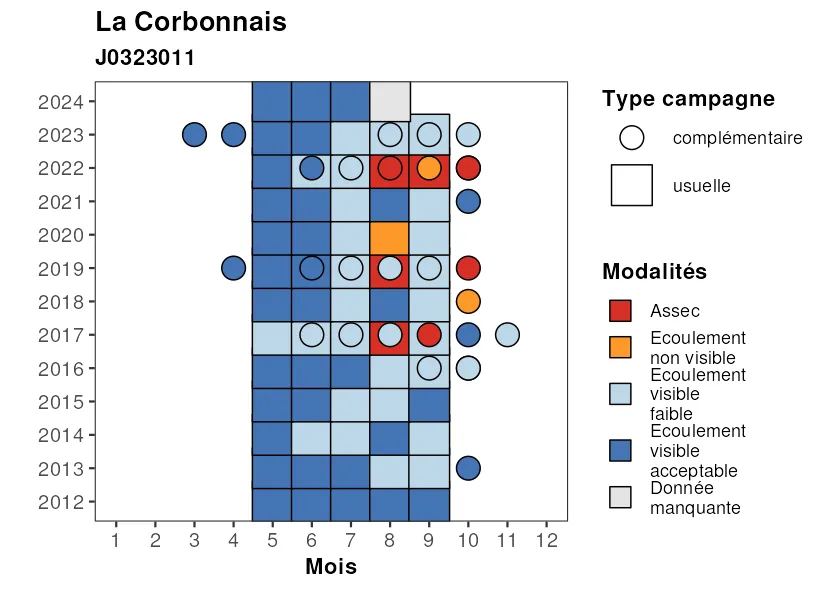 La Corbonnais
J0323011
2024
2023
2022
2021
2020
2019
2018
2017
2016
2015
2014
2013
2012
1 2 3 4 5 6 7 8 9 10 11 12
Mois
Type campagne
complémentaire
usuelle
Modalités
Assec
Ecoulement
non visible
Ecoulement
visible
faible
Ecoulement
visible
acceptable
Donnée
manquante